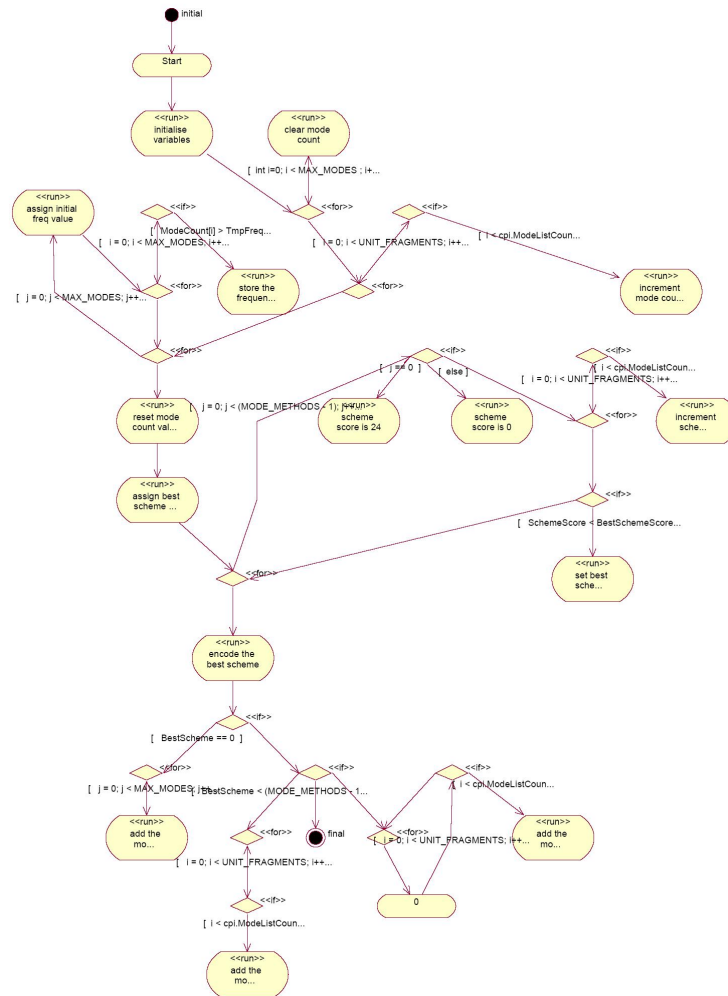 initial
Start
<<run>>
initialise
variables
<<run>>
clear mode
count
[ int i=0; i < MAX_MODES ; i+...
<<for>>
<<run>>
assign initial
freq value
<<if>>
[ ModeCount[i] > TmpFreq...
[ i = 0; i < MAX_MODES; i++...
<<if>>
[ i < cpi.ModeListCoun...
[ i = 0; i < UNIT_FRAGMENTS; i++...
<<run>>
store the
frequen...
<<run>>
increment
mode cou...
[ j = 0; j < MAX_MODES; j++...
<<for>>
<<for>>
<<for>>
<<if>>
[ j == 0 ]
[ else ]
<<if>>
[ i < cpi.ModeListCoun...
[ i = 0; i < UNIT_FRAGMENTS; i++...
<<run>>
reset mode
count val...
[ j = 0; j < (MODE_METHODS - 1); j++...
<<run>>
scheme
score is 24
<<run>>
scheme
score is 0
<<for>>
<<run>>
increment
sche...
<<run>>
assign best
scheme ...
<<if>>
[ SchemeScore < BestSchemeScore...
<<for>>
<<run>>
set best
sche...
<<run>>
encode the
best scheme
<<if>>
[ BestScheme == 0 ]
<<for>>
[ j = 0; j < MAX_MODES; j++
<<if>>
BestScheme < (MODE_METHODS - 1...
<<if>>
[ i < cpi.ModeListCoun...
<<run>>
add the
mo...
<<for>>
[ i = 0; i < UNIT_FRAGMENTS; i++...
final
<<for>>
[ i = 0; i < UNIT_FRAGMENTS; i++...
<<run>>
add the
mo...
0
<<if>>
[ i < cpi.ModeListCoun...
<<run>>
add the
mo...